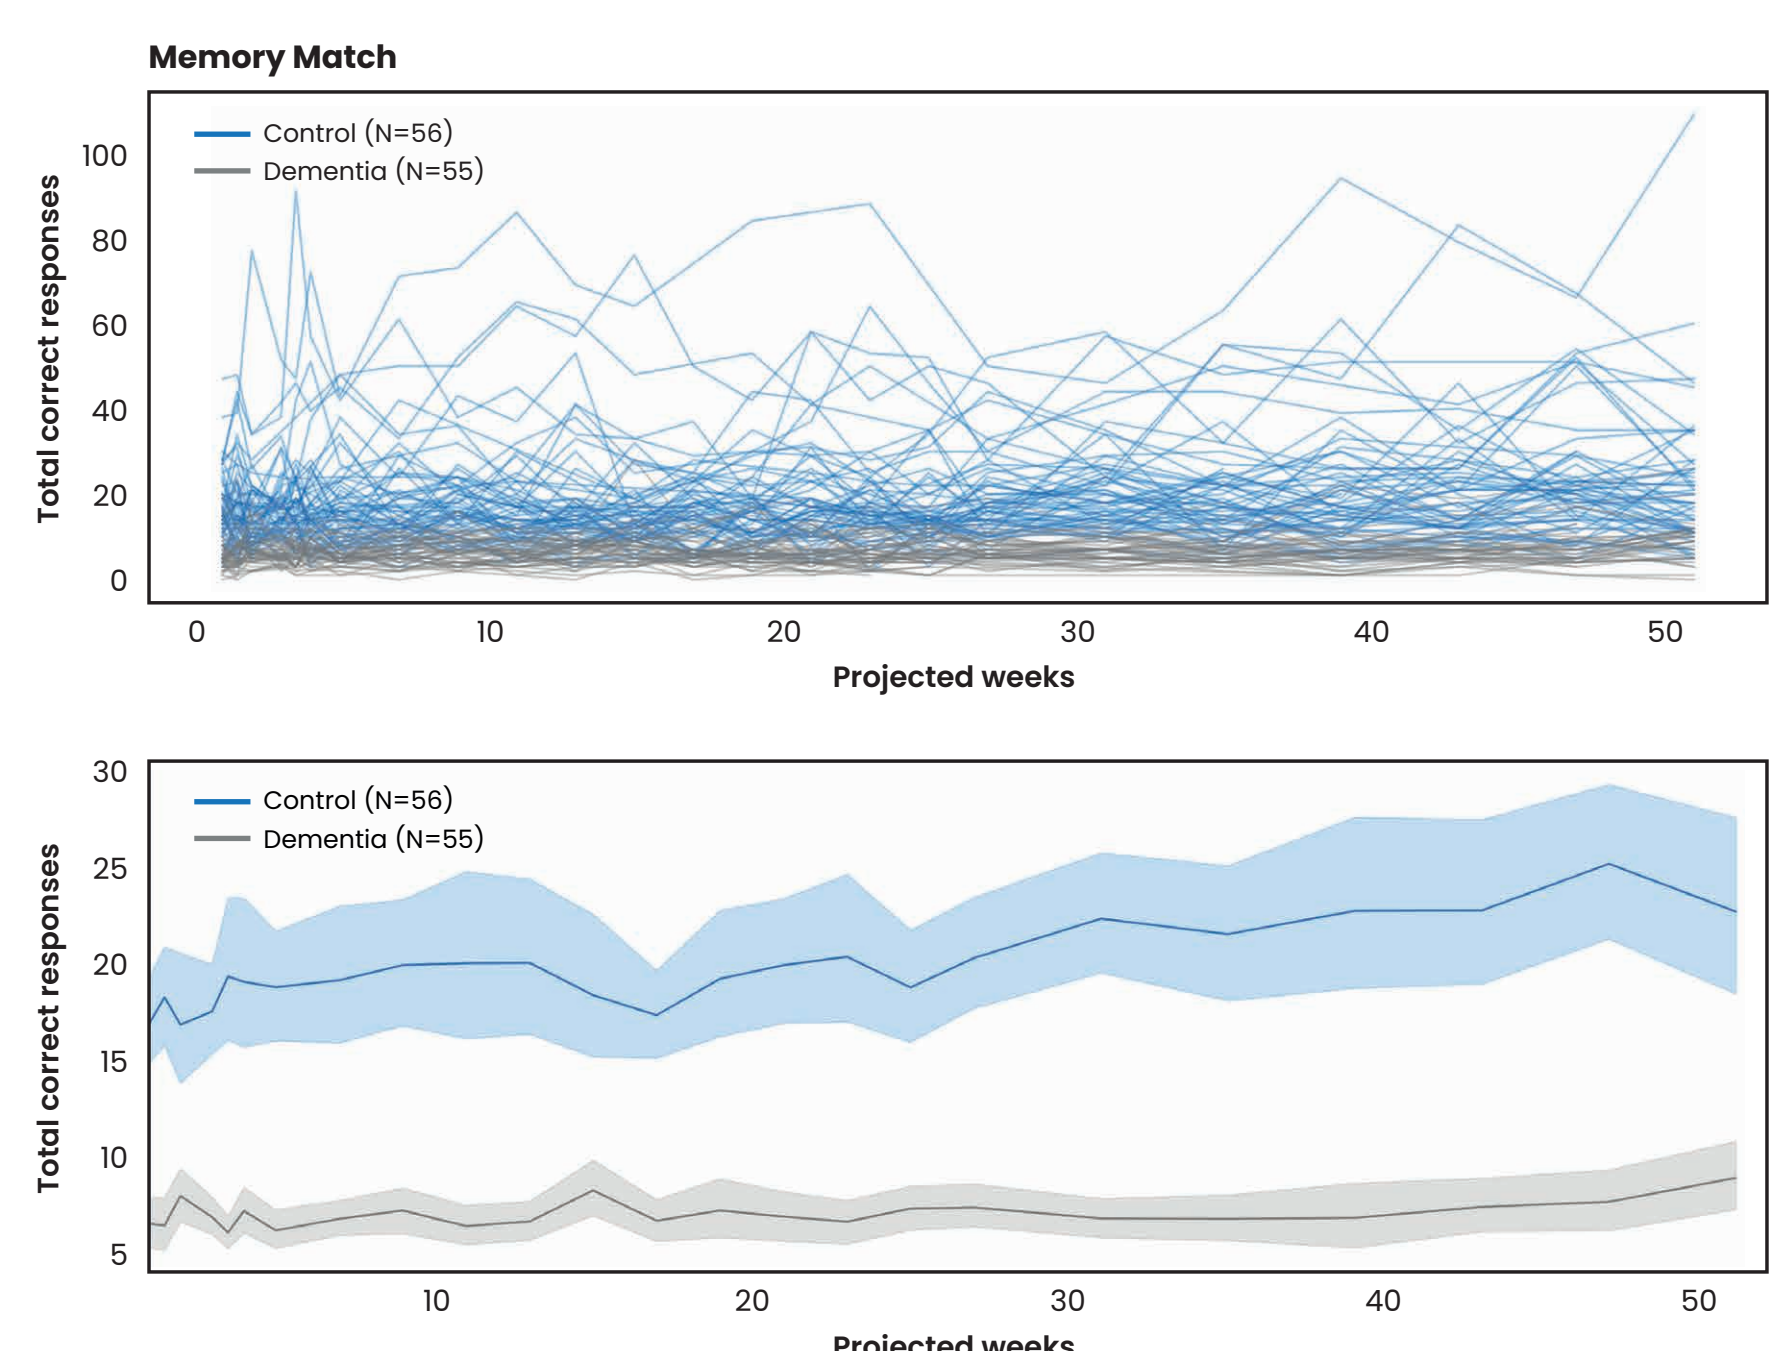 Memory Match
Control (N=56)
Dementia (N=55)
Total correct responses
100
80
60
40
20
0
0 10 20 30 40 50
Projected weeks
Control (N=56)
Dementia (N=55)
Total correct responses
30
25
20
15
10
5
10 20 30 40 50
Projected weeks